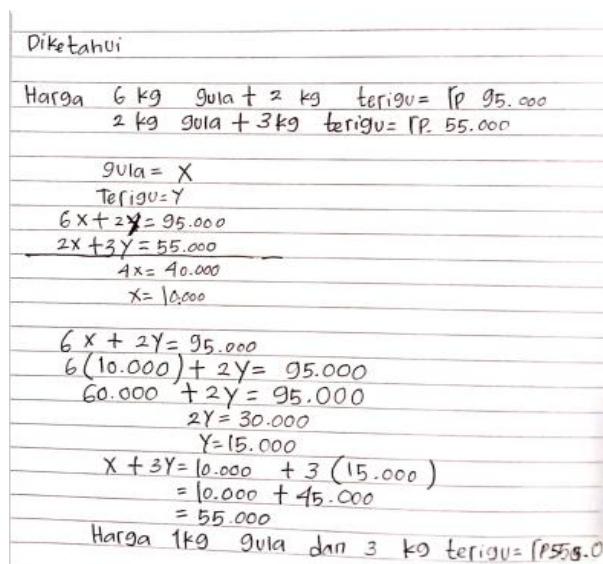 Diketahui
Harga 6 kg gula + 2 kg terigu = Rp 95.000
2 kg gula + 3 kg terigu = Rp. 55.000
gula = X
Terigu = Y
6X + 2Y = 95.000
2X + 3Y = 55.000
4X = 40.000
X = 10.000
6X + 2Y = 95.000
6(10.000) + 2Y = 95.000
60.000 + 2Y = 95.000
2Y = 30.000
Y = 15.000
X + 3Y = 10.000 + 3 (15.000)
= 10.000 + 45.000
= 55.000
Harga 1kg gula dan 3 kg terigu =